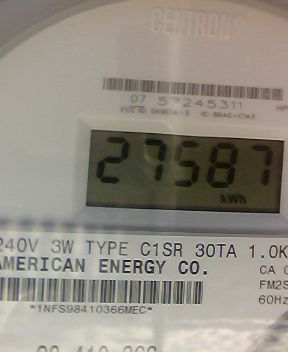 CENTRON®
07 57245311
27587
kWh
240V 3W TYPE C1SR 30TA 1.0K
AMERICAN ENERGY CO.
CA
FM2S
60Hz
*1NFS98410366MEC*